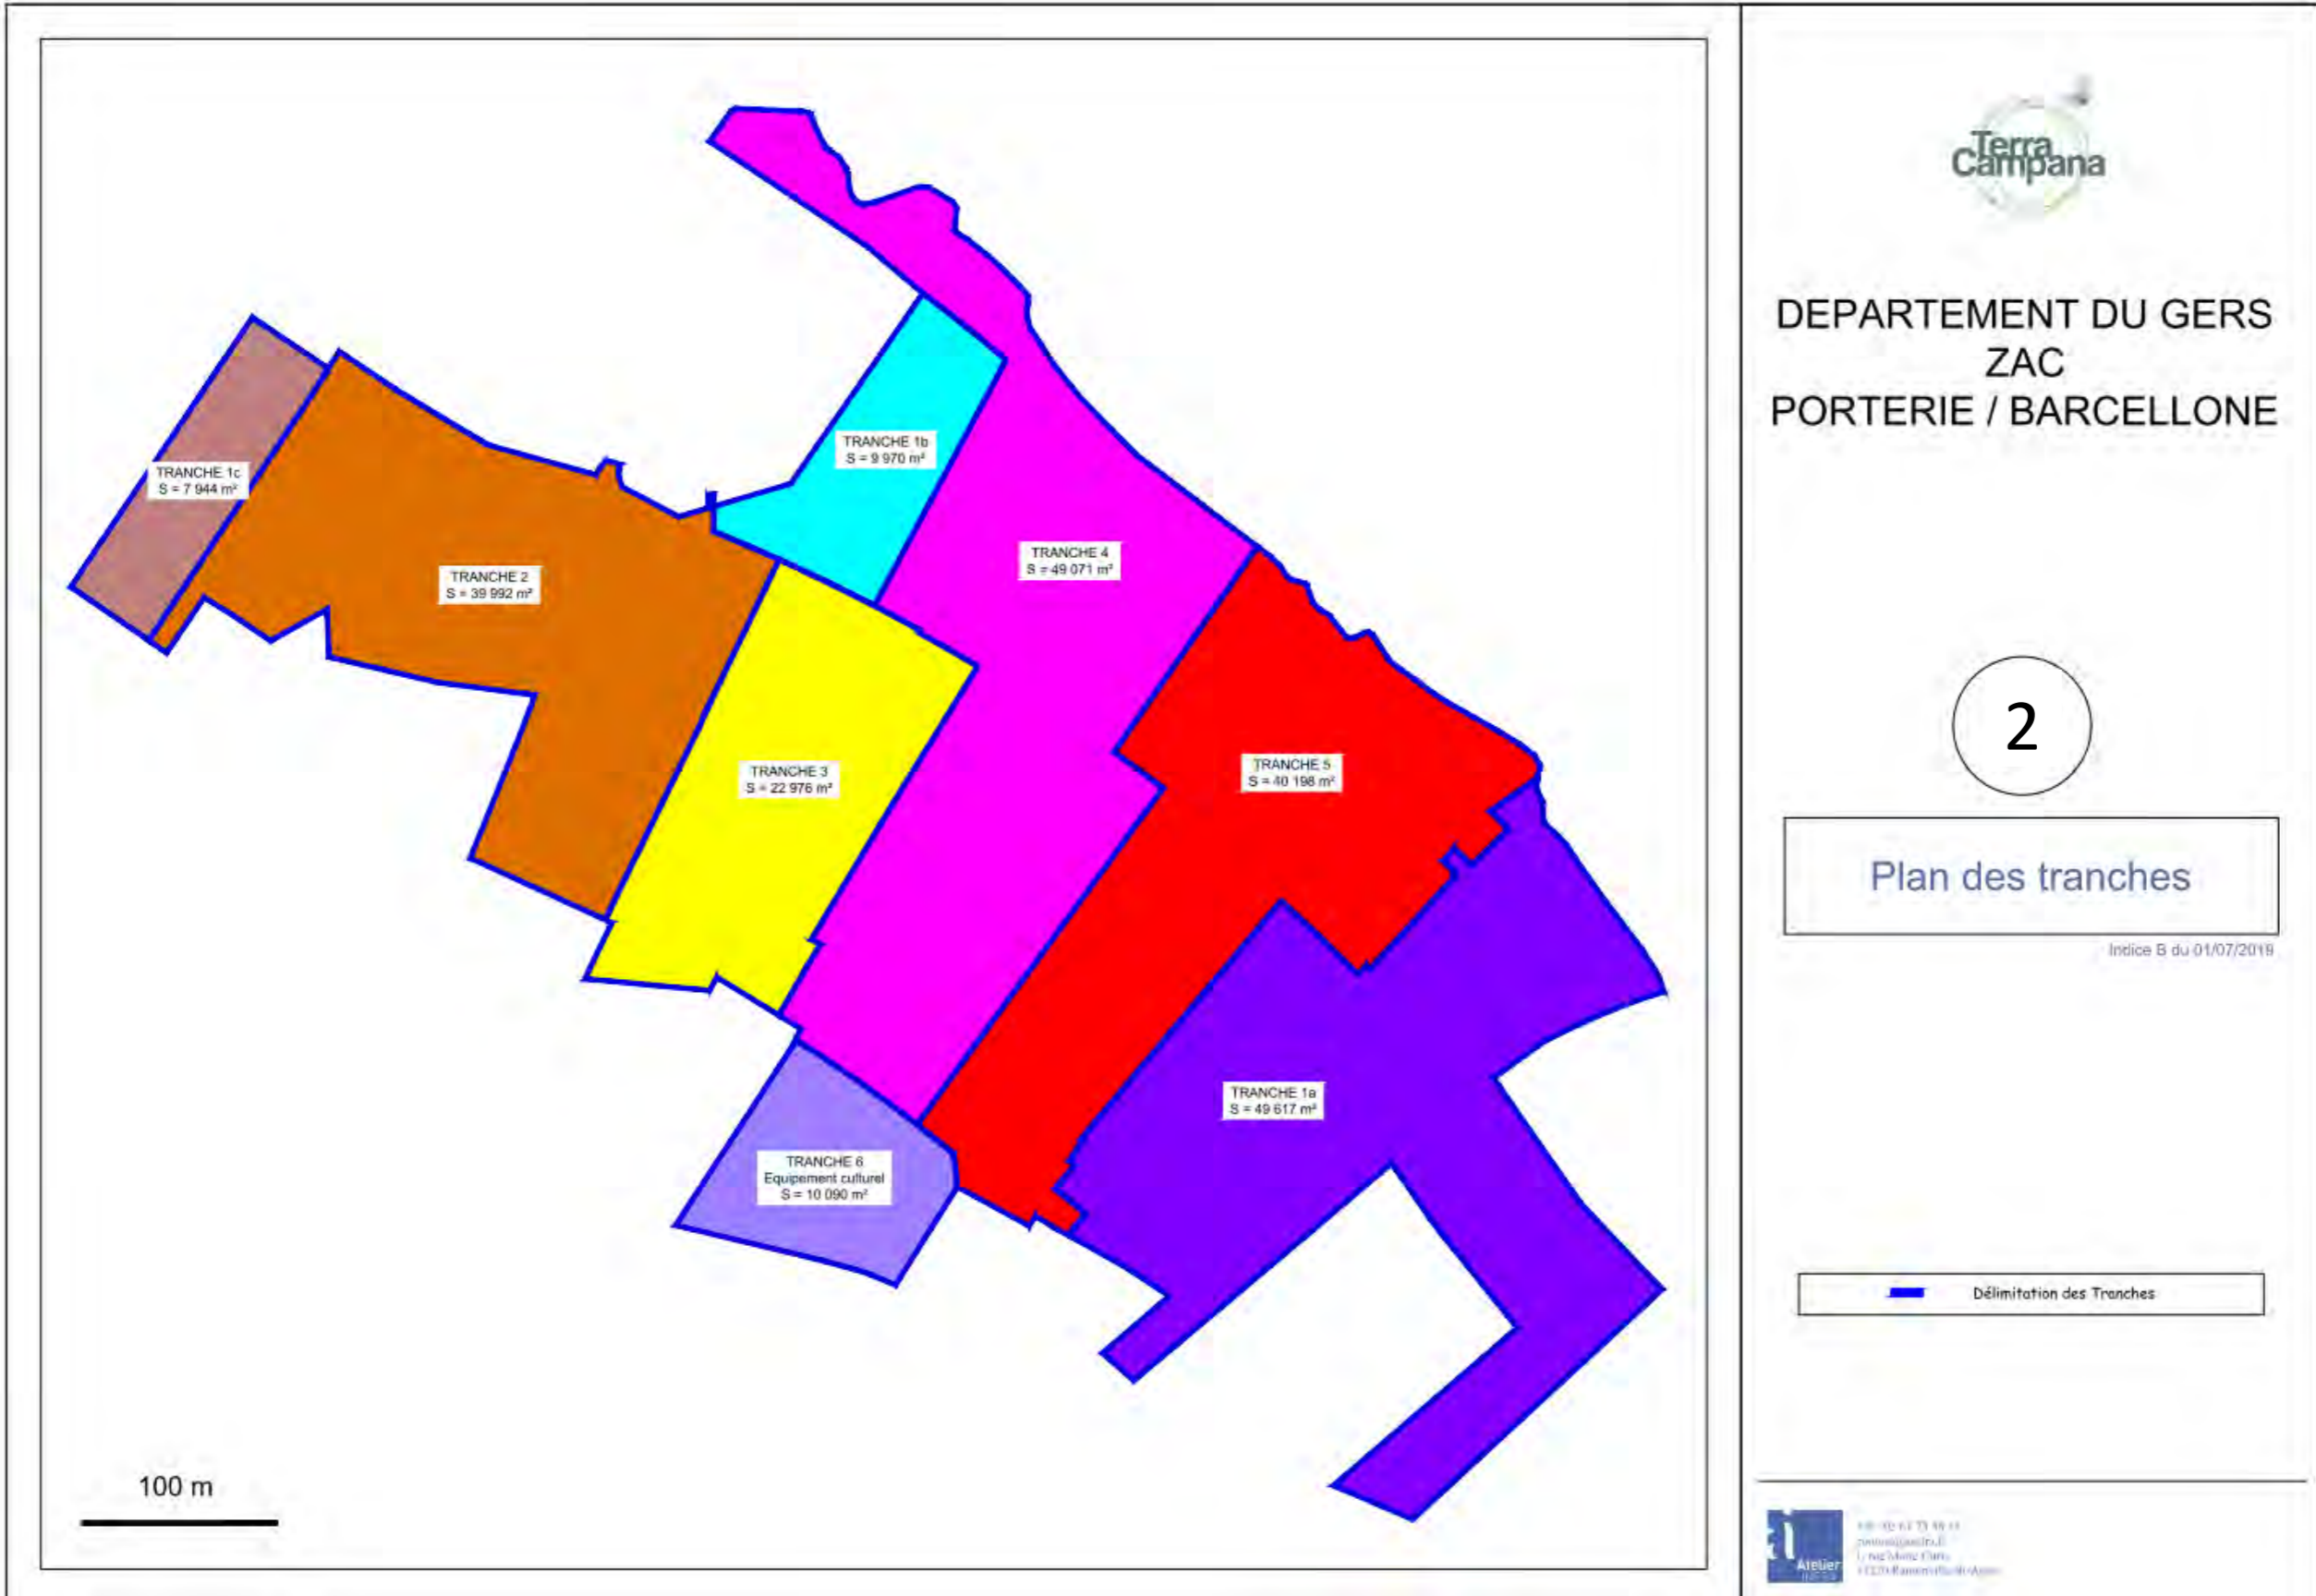 TRANCHE 1b
S = 9 970 m²
TRANCHE 1c
S = 7 944 m²
TRANCHE 4
S = 49 071 m²
TRANCHE 2
S = 39 992 m²
TRANCHE 3
S = 22 976 m²
TRANCHE 5
S = 40 198 m²
TRANCHE 1a
S = 49 617 m²
TRANCHE 6
Equipement culturel
S = 10 090 m²
100 m
Terra
Campana
DEPARTEMENT DU GERS
ZAC
PORTERIE / BARCELLONE
2
Plan des tranches
Indice B du 01/07/2019
Délimitation des Tranches
Atelier